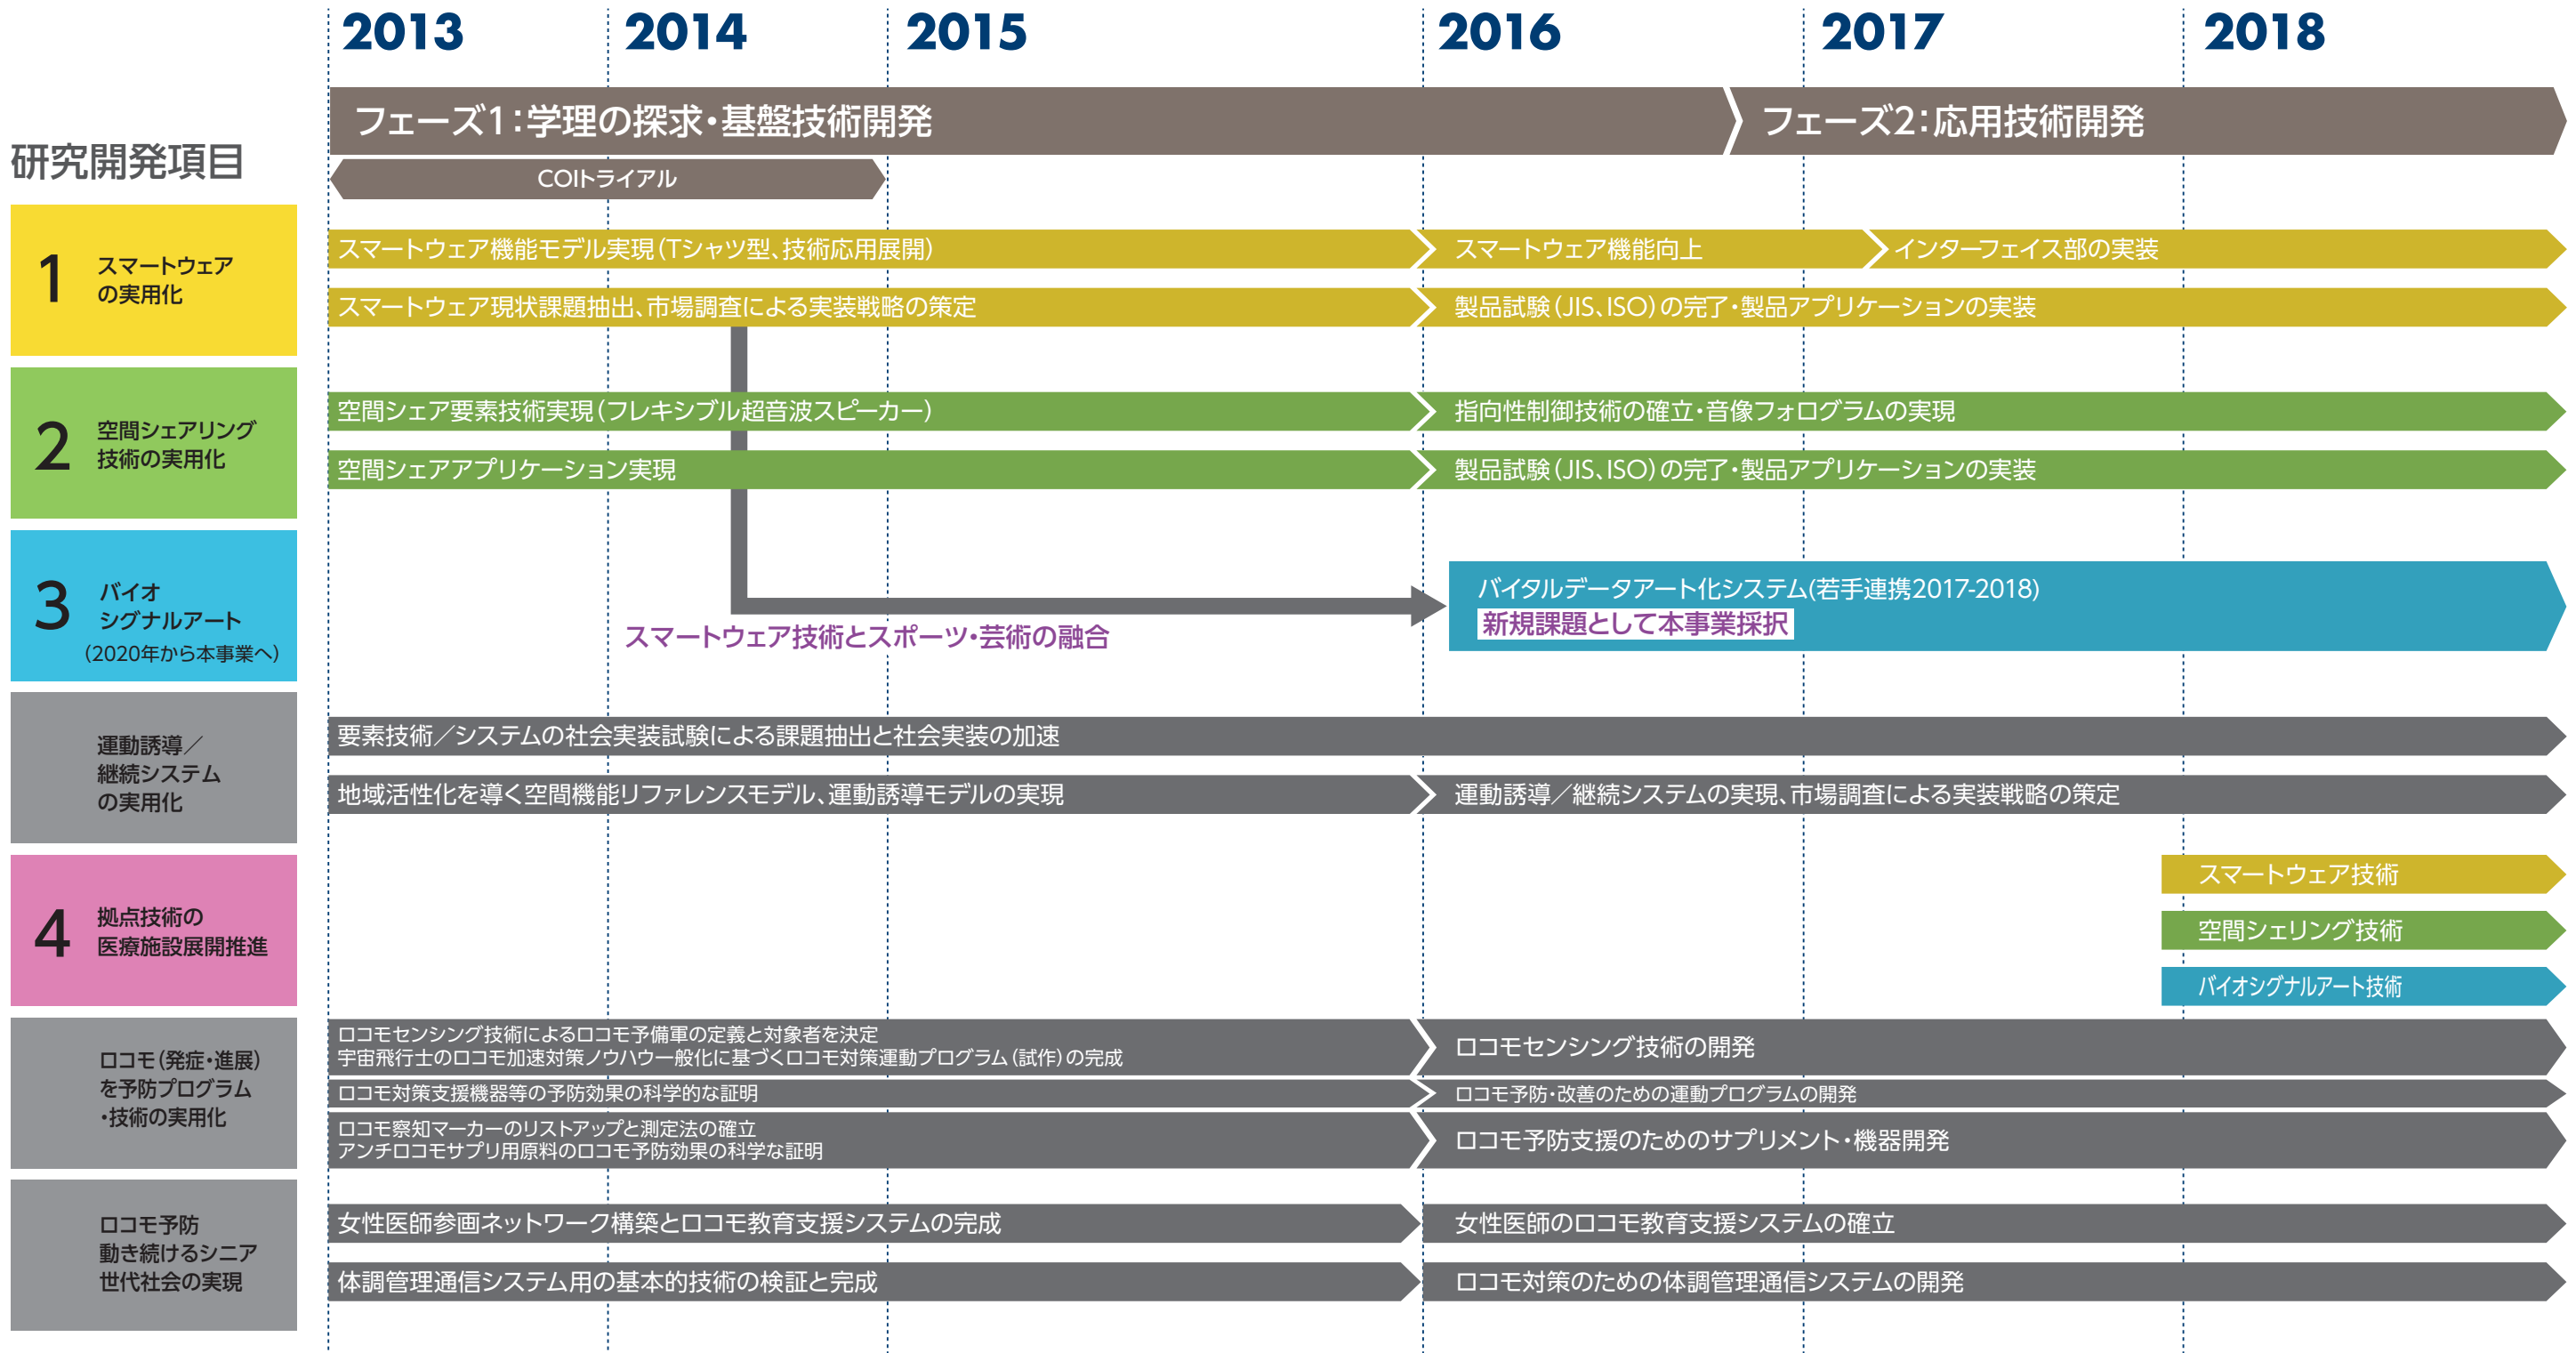 2013 2014 2015 2016 2017 2018
フェーズ1：学理の探求・基盤技術開発
フェーズ2：応用技術開発
COIトライアル
研究開発項目
1
スマートウェア
の実用化
スマートウェア機能モデル実現（Tシャツ型、技術応用展開）
スマートウェア機能向上
インターフェイス部の実装
スマートウェア現状課題抽出、市場調査による実装戦略の策定
製品試験（JIS、ISO）の完了・製品アプリケーションの実装
2
空間シェアリング
技術の実用化
空間シェア要素技術実現（フレキシブル超音波スピーカー）
指向性制御技術の確立・音像フォログラムの実現
空間シェアアプリケーション実現
製品試験（JIS、ISO）の完了・製品アプリケーションの実装
3
バイオ
シグナルアート
（2020年から本事業へ）
スマートウェア技術とスポーツ・芸術の融合
バイタルデータアート化システム(若手連携2017-2018)
新規課題として本事業採択
運動誘導／
継続システム
の実用化
要素技術／システムの社会実装試験による課題抽出と社会実装の加速
地域活性化を導く空間機能リファレンスモデル、運動誘導モデルの実現
運動誘導／継続システムの実現、市場調査による実装戦略の策定
4
拠点技術の
医療施設展開推進
スマートウェア技術
空間シェリング技術
バイオシグナルアート技術
ロコモ（発症・進展）
を予防プログラム
・技術の実用化
ロコモセンシング技術によるロコモ予備軍の定義と対象者を決定
宇宙飛行士のロコモ加速対策ノウハウ一般化に基づくロコモ対策運動プログラム（試作）の完成
ロコモセンシング技術の開発
ロコモ対策支援機器等の予防効果の科学的な証明
ロコモ予防・改善のための運動プログラムの開発
ロコモ察知マーカーのリストアップと測定法の確立
アンチロコモサプリ用原料のロコモ予防効果の科学な証明
ロコモ予防支援のためのサプリメント・機器開発
ロコモ予防
動き続けるシニア
世代社会の実現
女性医師参画ネットワーク構築とロコモ教育支援システムの完成
女性医師のロコモ教育支援システムの確立
体調管理通信システム用の基本的技術の検証と完成
ロコモ対策のための体調管理通信システムの開発